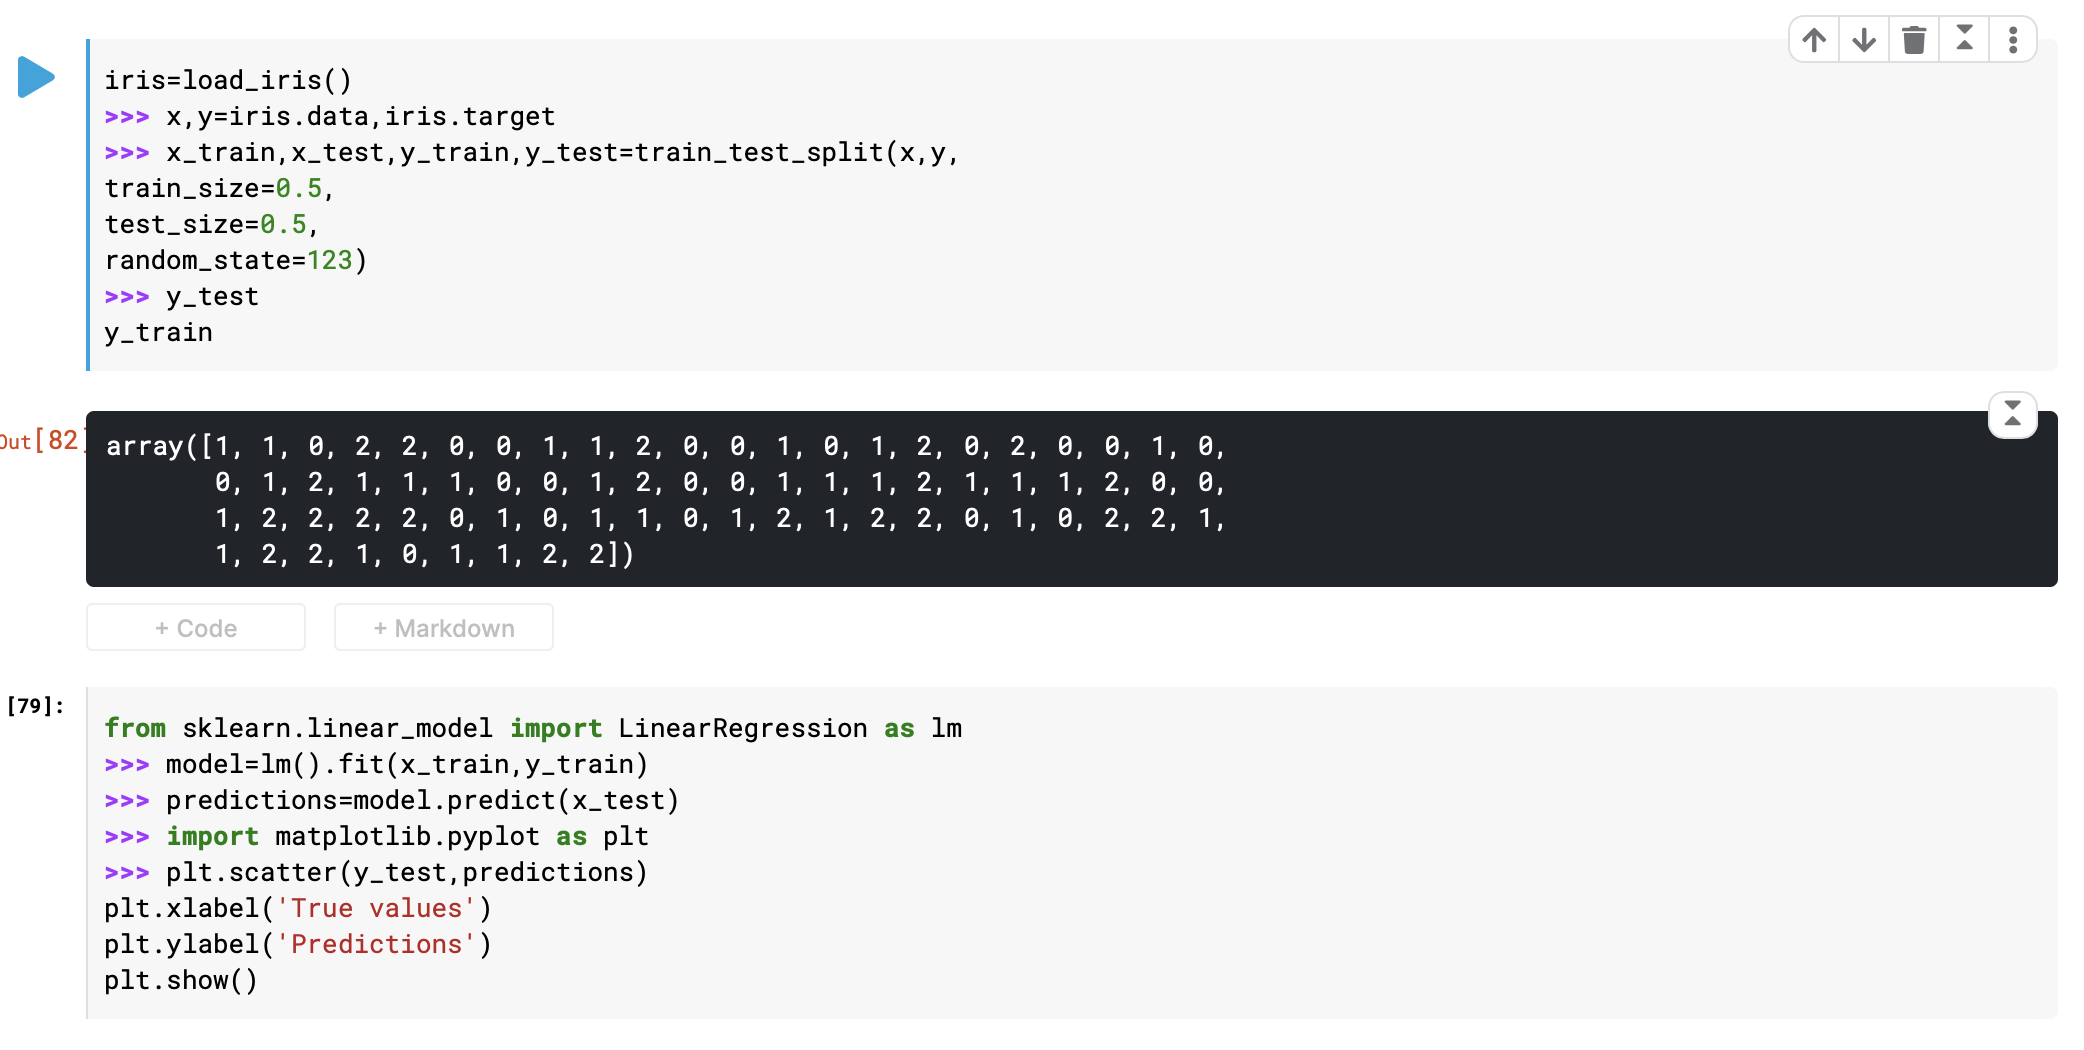 iris=load_iris()
>>> x,y=iris.data,iris.target
>>> x_train,x_test,y_train,y_test=train_test_split(x,y,
train_size=0.5,
test_size=0.5,
random_state=123)
>>> y_test
y_train
Out[82]
array([1, 1, 0, 2, 2, 0, 0, 1, 1, 2, 0, 0, 1, 0, 1, 2, 0, 2, 0, 0, 1, 0,
0, 1, 2, 1, 1, 1, 0, 0, 1, 2, 0, 0, 1, 1, 1, 2, 1, 1, 1, 2, 0, 0,
1, 2, 2, 2, 2, 0, 1, 0, 1, 1, 0, 1, 2, 1, 2, 2, 0, 1, 0, 2, 2, 1,
1, 2, 2, 1, 0, 1, 1, 2, 2])
+ Code
+ Markdown
[79]:
from sklearn.linear_model import LinearRegression as lm
>>> model=lm().fit(x_train,y_train)
>>> predictions=model.predict(x_test)
>>> import matplotlib.pyplot as plt
>>> plt.scatter(y_test,predictions)
plt.xlabel('True values')
plt.ylabel('Predictions')
plt.show()